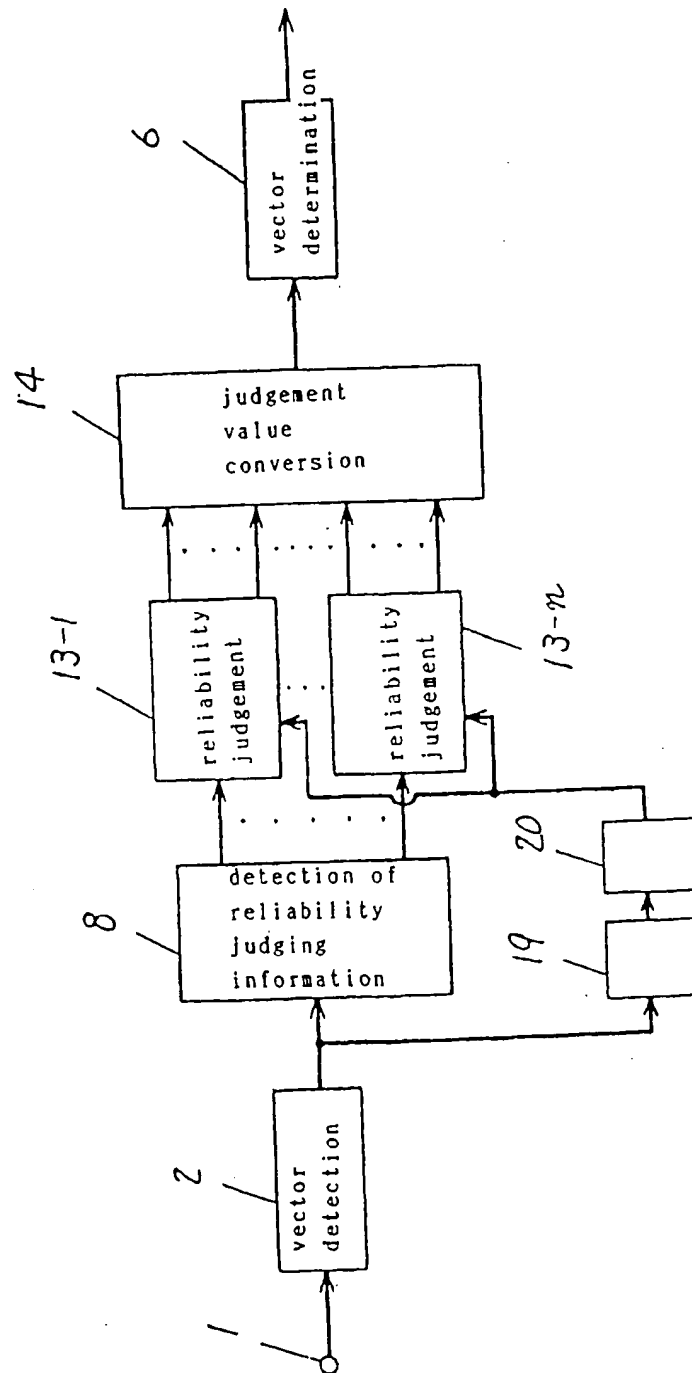 1
2
vector
detection
8
detection of
reliability
judging
information
19
20
13-1
reliability
judgement
13-n
reliability
judgement
14
judgement
value
conversion
6
vector
determination